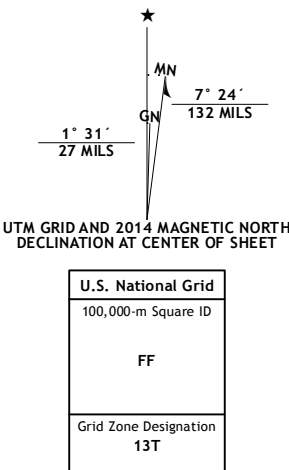 ★
MN
7° 24´
132 MILS
GN
1° 31´
27 MILS
UTM GRID AND 2014 MAGNETIC NORTH
DECLINATION AT CENTER OF SHEET
U.S. National Grid
100,000-m Square ID
FF
Grid Zone Designation
13T